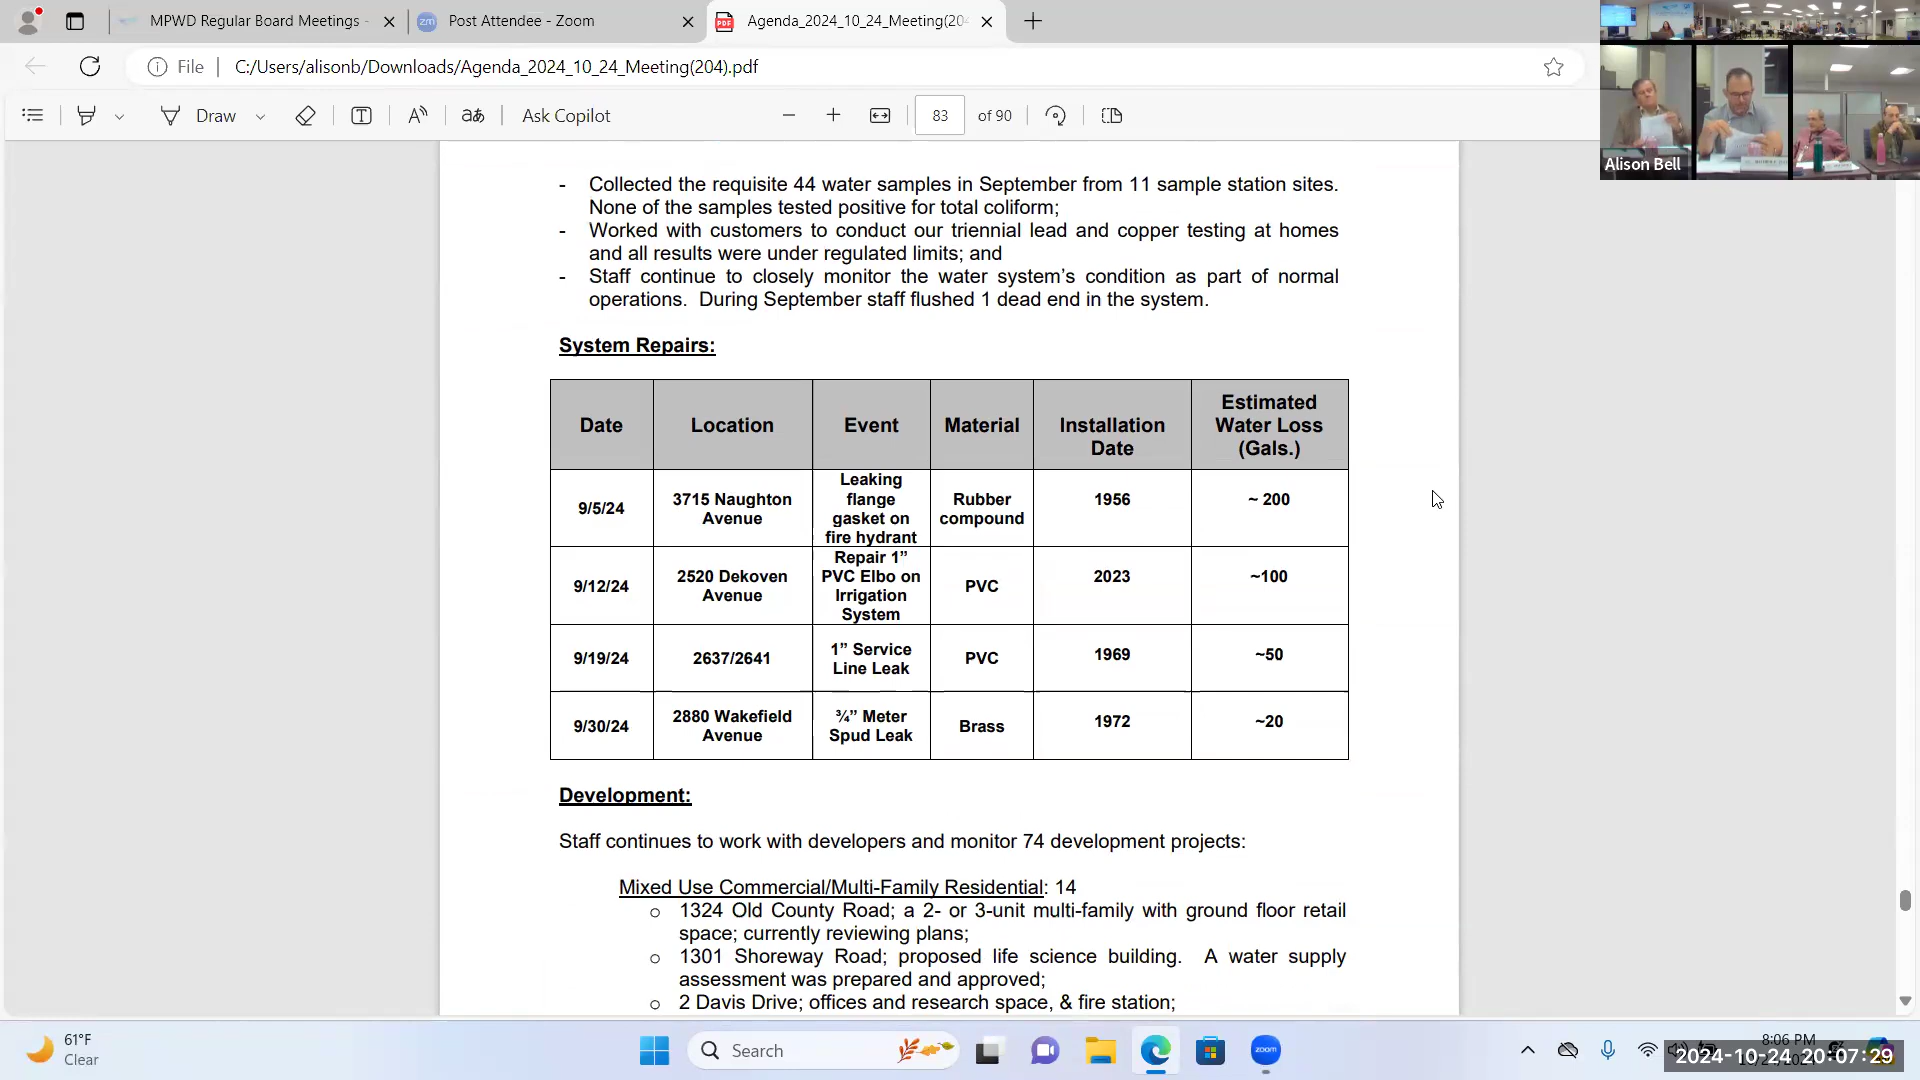 MPWD Regular Board Meetings -
Post Attendee - Zoom
Agenda_2024_10_24_Meeting(204
File
C:/Users/alisonb/Downloads/Agenda_2024_10_24_Meeting(204).pdf
Draw
Ask Copilot
83 of 90
Alison Bell
- Collected the requisite 44 water samples in September from 11 sample station sites.
None of the samples tested positive for total coliform;
- Worked with customers to conduct our triennial lead and copper testing at homes
and all results were under regulated limits; and
- Staff continue to closely monitor the water system’s condition as part of normal
operations. During September staff flushed 1 dead end in the system.
System Repairs:
Date Location Event Material Installation Date Estimated Water Loss (Gals.)
9/5/24 3715 Naughton Avenue Leaking flange gasket on fire hydrant Rubber compound 1956 ~ 200
9/12/24 2520 Dekoven Avenue Repair 1” PVC Elbo on Irrigation System PVC 2023 ~100
9/19/24 2637/2641 1” Service Line Leak PVC 1969 ~50
9/30/24 2880 Wakefield Avenue ¾” Meter Spud Leak Brass 1972 ~20
Development:
Staff continues to work with developers and monitor 74 development projects:
Mixed Use Commercial/Multi-Family Residential: 14
o 1324 Old County Road; a 2- or 3-unit multi-family with ground floor retail
space; currently reviewing plans;
o 1301 Shoreway Road; proposed life science building. A water supply
assessment was prepared and approved;
o 2 Davis Drive; offices and research space, & fire station;
61°F
Clear
Search
zoom
8:06 PM
2024-10-24 20:07:29